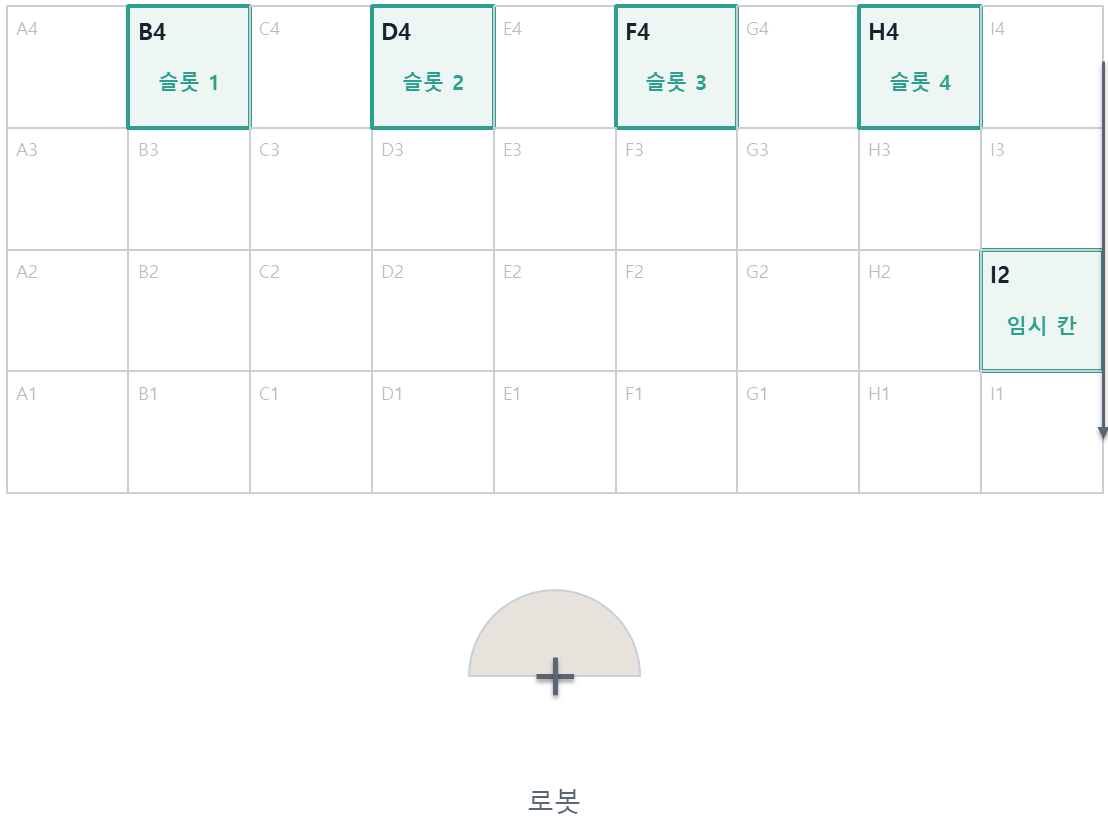 A4 B4 C4 D4 E4 F4 G4 H4 I4
슬롯 1 슬롯 2 슬롯 3 슬롯 4
A3 B3 C3 D3 E3 F3 G3 H3 I3
A2 B2 C2 D2 E2 F2 G2 H2 I2
임시 칸
A1 B1 C1 D1 E1 F1 G1 H1 I1
로봇